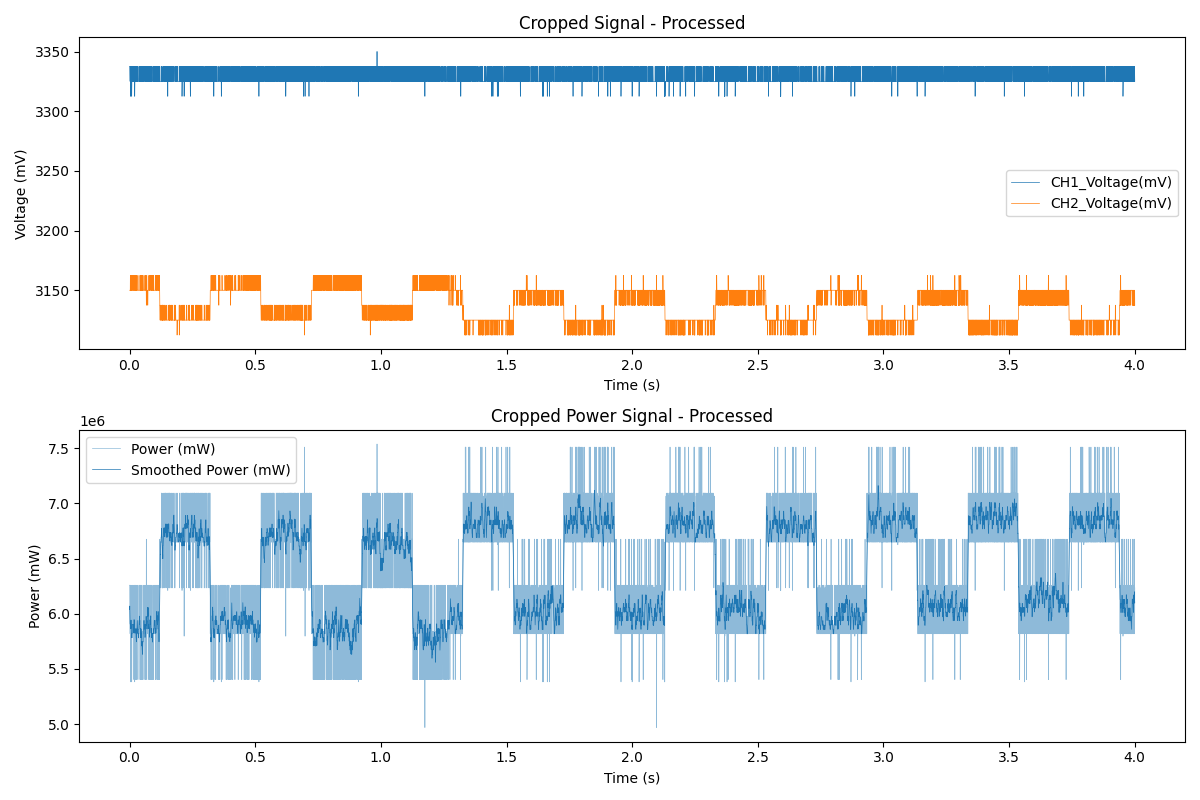 Cropped Signal - Processed
Voltage (mV)
3350
3300
3250
3200
3150
CH1_Voltage(mV)
CH2_Voltage(mV)
0.0 0.5 1.0 1.5 2.0 2.5 3.0 3.5 4.0
Time (s)
Cropped Power Signal - Processed
1e6
Power (mW)
7.5
7.0
6.5
6.0
5.5
5.0
Power (mW)
Smoothed Power (mW)
0.0 0.5 1.0 1.5 2.0 2.5 3.0 3.5 4.0
Time (s)